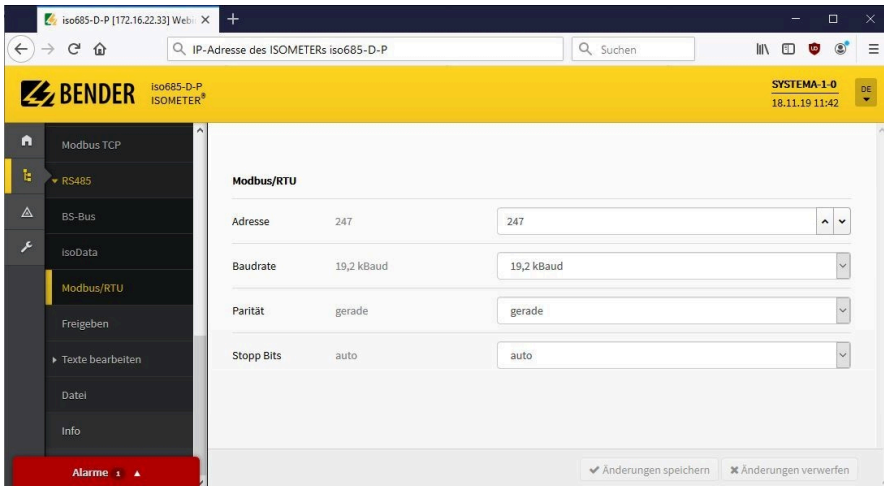 iso685-D-P [172.16.22.33] Webi
IP-Adresse des ISOMETERs iso685-D-P
Suchen
BENDER
iso685-D-P
ISOMETER®
SYSTEMA-1-0
18.11.19 11:42
DE
Modbus TCP
RS485
BS-Bus
isoData
Modbus/RTU
Freigeben
Texte bearbeiten
Datei
Info
Alarme 1
Modbus/RTU
Adresse 247 247
Baudrate 19,2 kBaud 19,2 kBaud
Parität gerade gerade
Stopp Bits auto auto
Änderungen speichern Änderungen verwerfen